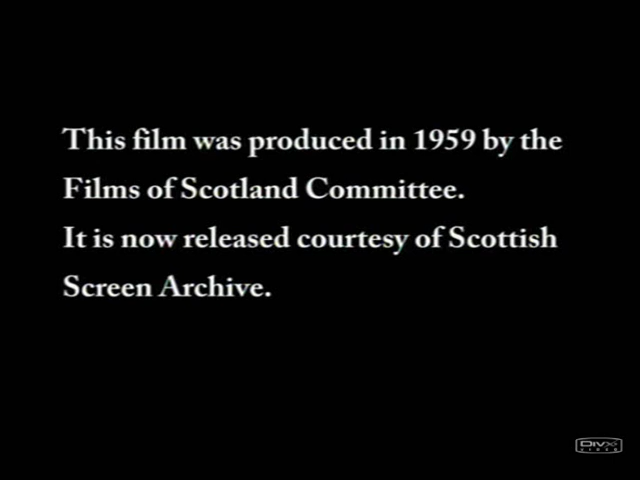 This film was produced in 1959 by the
Films of Scotland Committee.
It is now released courtesy of Scottish
Screen Archive.
DivX
VIDEO